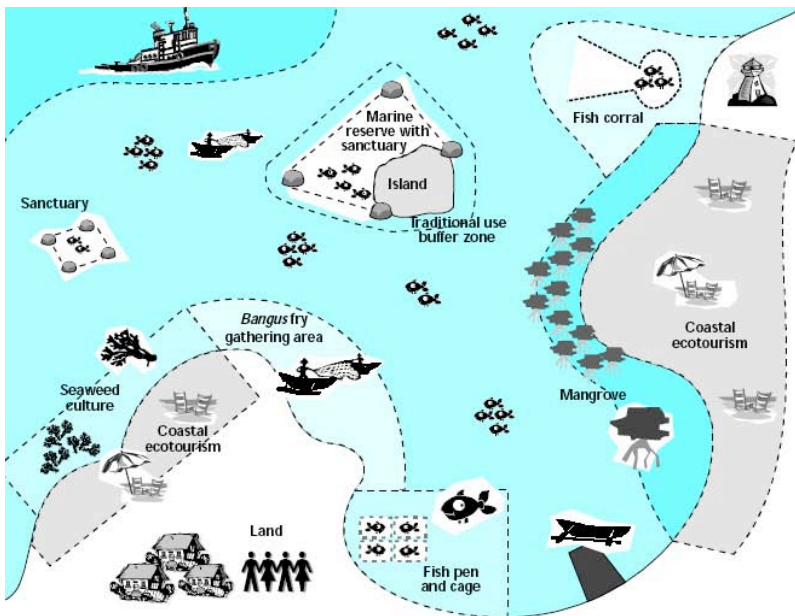 Marine
reserve with
sanctuary
Island
Traditional use
buffer zone
Fish corral
Sanctuary
Bangus fry
gathering area
Seaweed
culture
Coastal
ecotourism
Coastal
ecotourism
Mangrove
Land
Fish pen
and cage